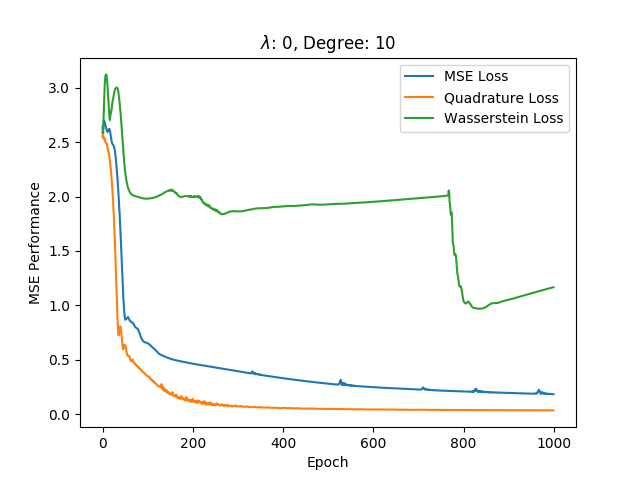 λ: 0, Degree: 10
MSE Loss
Quadrature Loss
Wasserstein Loss
MSE Performance
3.0
2.5
2.0
1.5
1.0
0.5
0.0
0 200 400 600 800 1000
Epoch